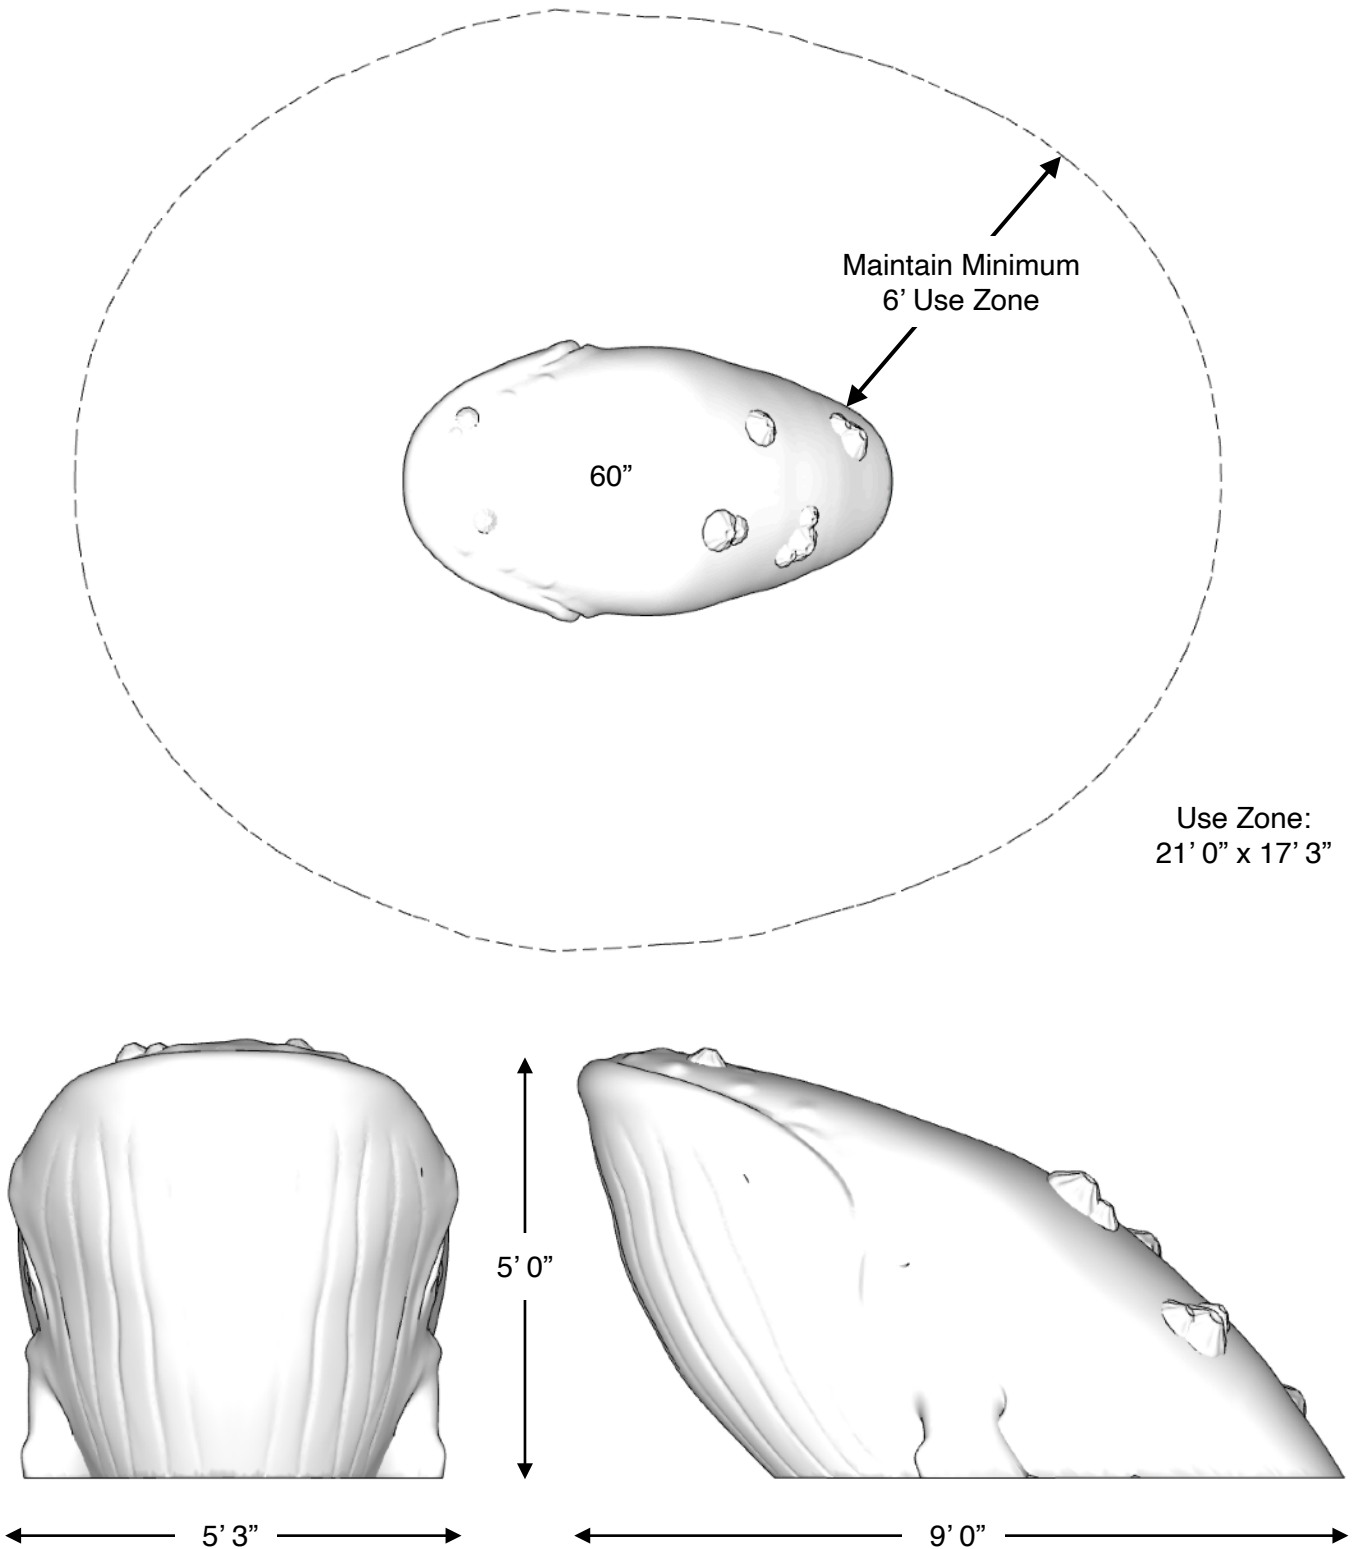 Maintain Minimum
6’ Use Zone
60”
Use Zone:
21’ 0” x 17’ 3”
5’ 0”
5’ 3”
9’ 0”